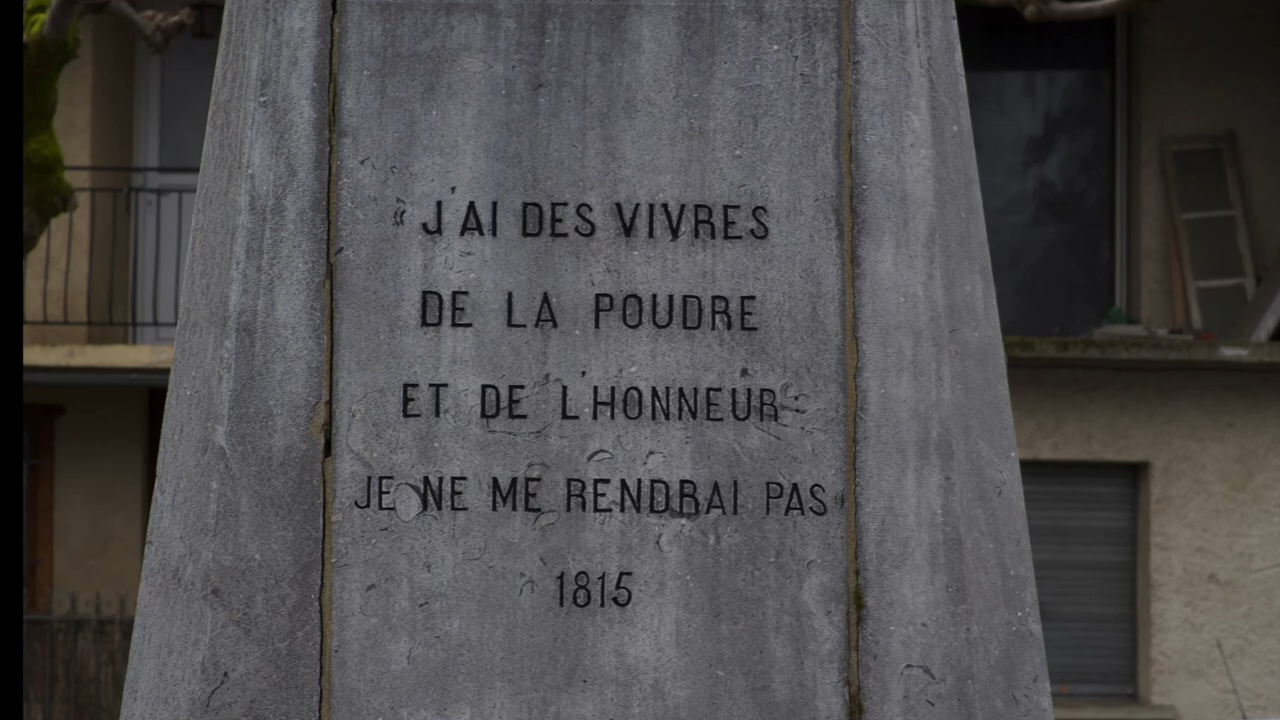 “J'AI DES VIVRES
DE LA POUDRE
ET DE L'HONNEUR
JE NE ME RENDRAI PAS
1815